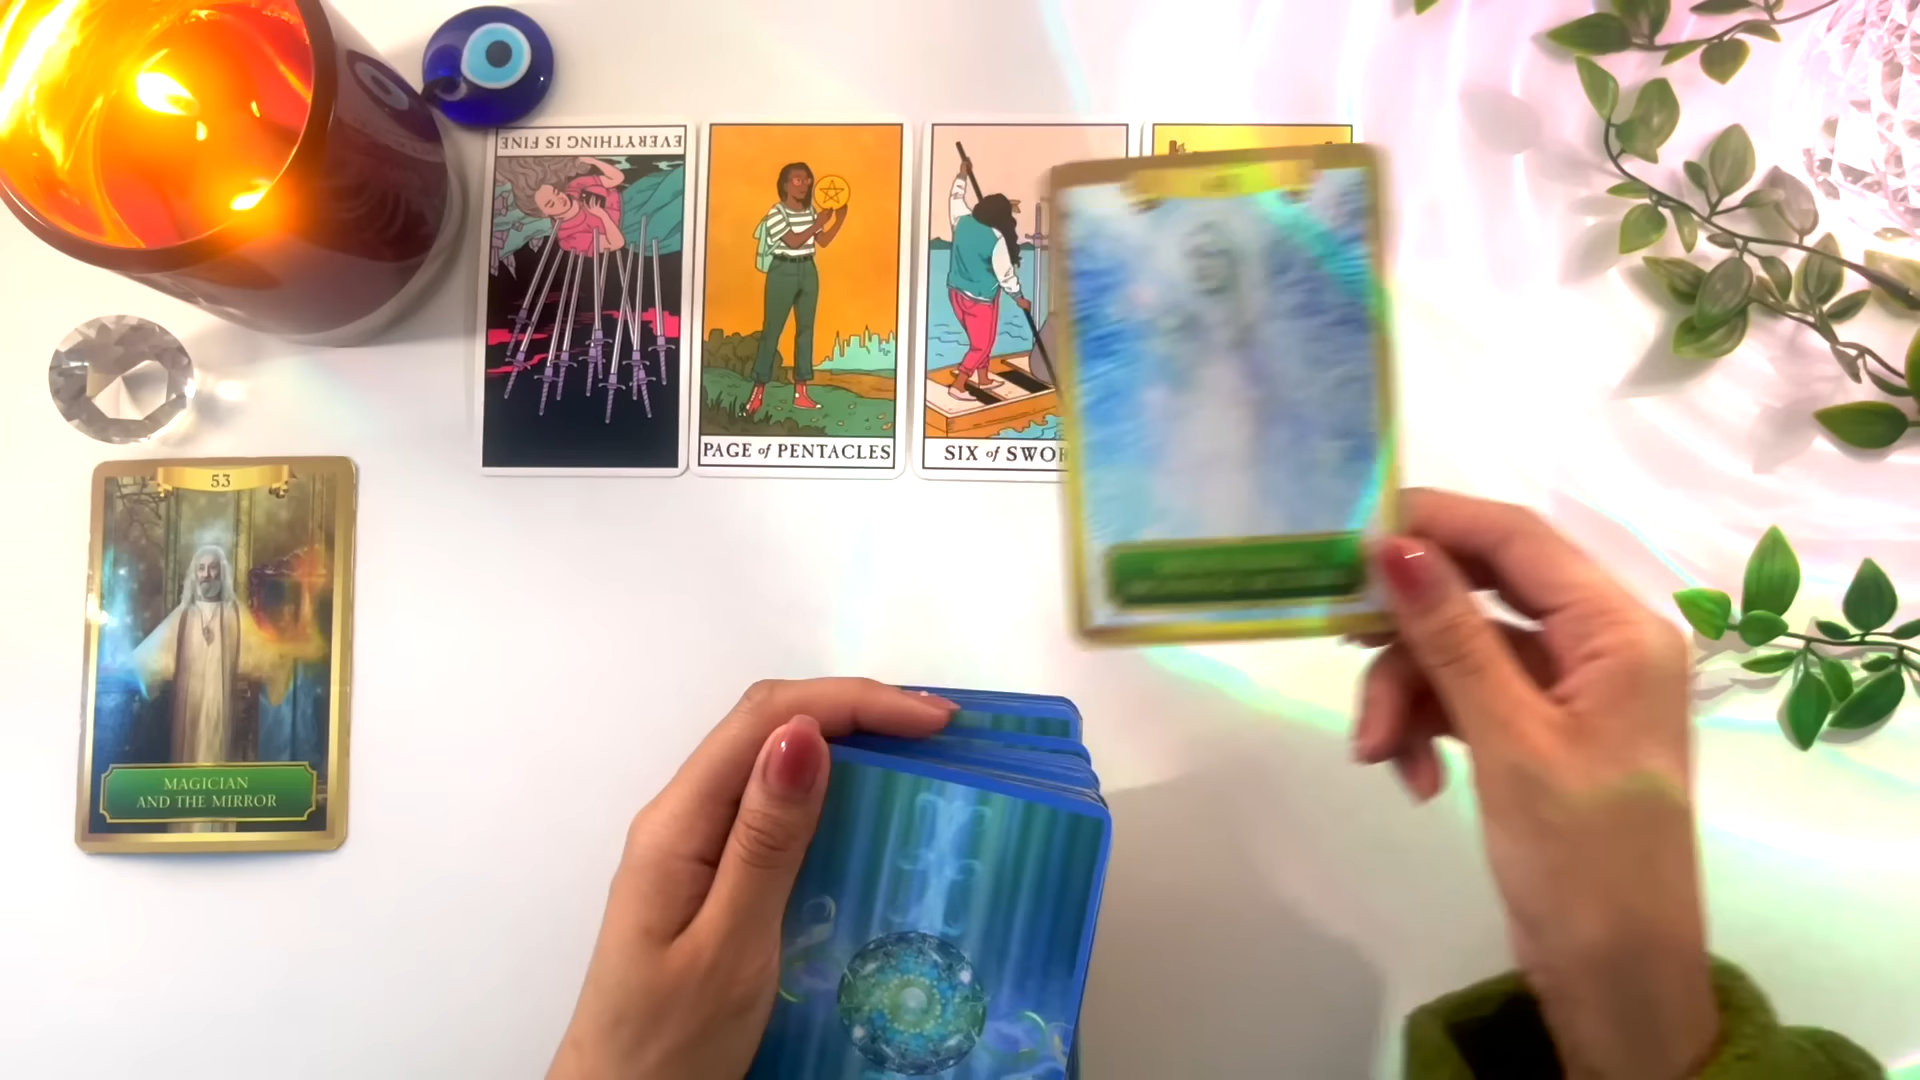 EVERYTHING IS FINE
PAGE of PENTACLES
SIX of SWOR
53
MAGICIAN
AND THE MIRROR